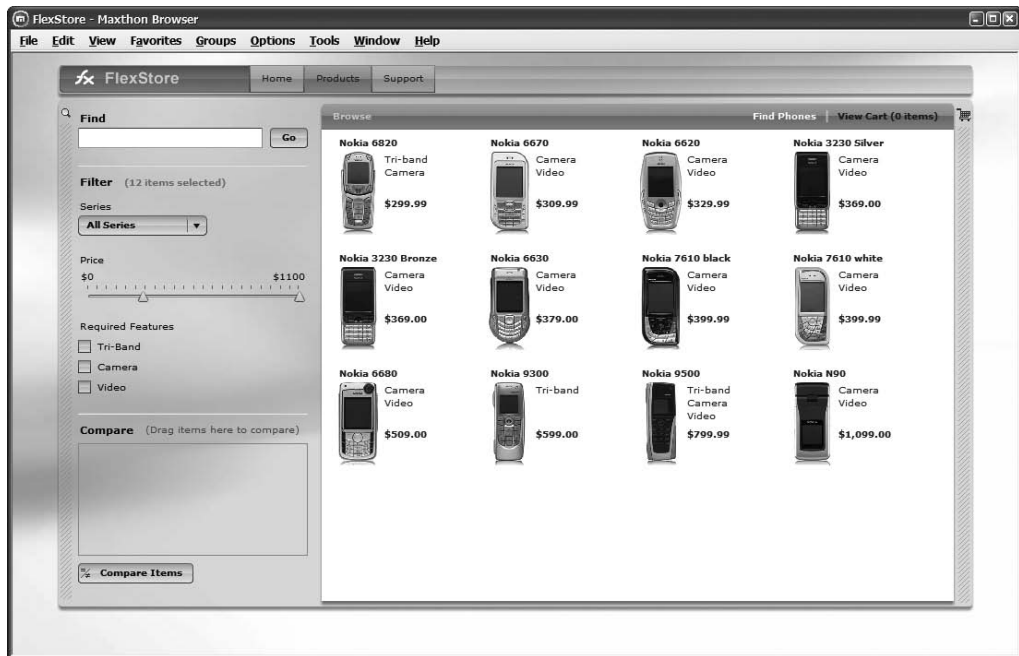 FlexStore - Maxthon Browser
File Edit View Favorites Groups Options Tools Window Help
fx FlexStore Home Products Support
Find
Go
Filter (12 items selected)
Series
All Series
Price
$0 $1100
Required Features
Tri-Band
Camera
Video
Compare (Drag items here to compare)
Compare Items
Browse Find Phones | View Cart (0 items)
Nokia 6820
Tri-band
Camera
$299.99
Nokia 6670
Camera
Video
$309.99
Nokia 6620
Camera
Video
$329.99
Nokia 3230 Silver
Camera
Video
$369.00
Nokia 3230 Bronze
Camera
Video
$369.00
Nokia 6630
Camera
Video
$379.00
Nokia 7610 black
Camera
Video
$399.99
Nokia 7610 white
Camera
Video
$399.99
Nokia 6680
Camera
Video
$509.00
Nokia 9300
Tri-band
$599.00
Nokia 9500
Tri-band
Camera
Video
$799.99
Nokia N90
Camera
Video
$1,099.00